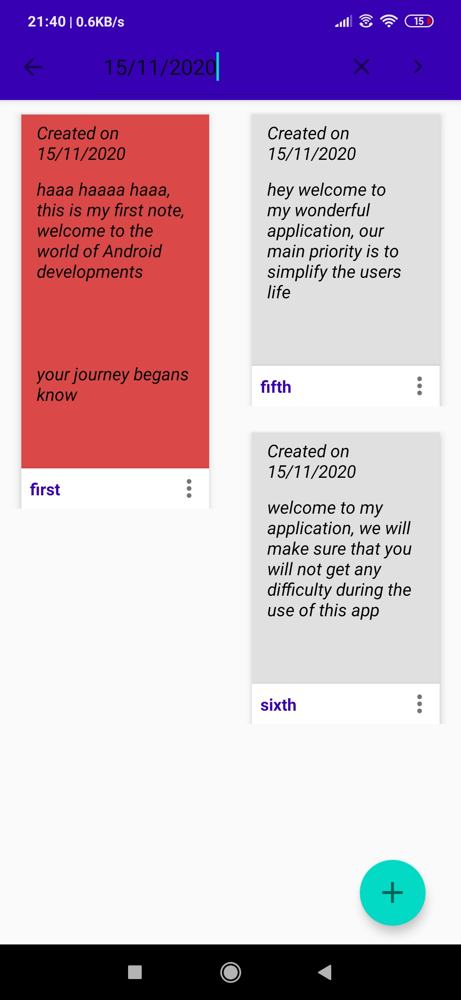 21:40 | 0.6KB/s
15
15/11/2020
Created on
15/11/2020
haaa haaaa haaa,
this is my first note,
welcome to the
world of Android
developments
your journey begans
know
first
Created on
15/11/2020
hey welcome to
my wonderful
application, our
main priority is to
simplify the users
life
fifth
Created on
15/11/2020
welcome to my
application, we will
make sure that you
will not get any
difficulty during the
use of this app
sixth